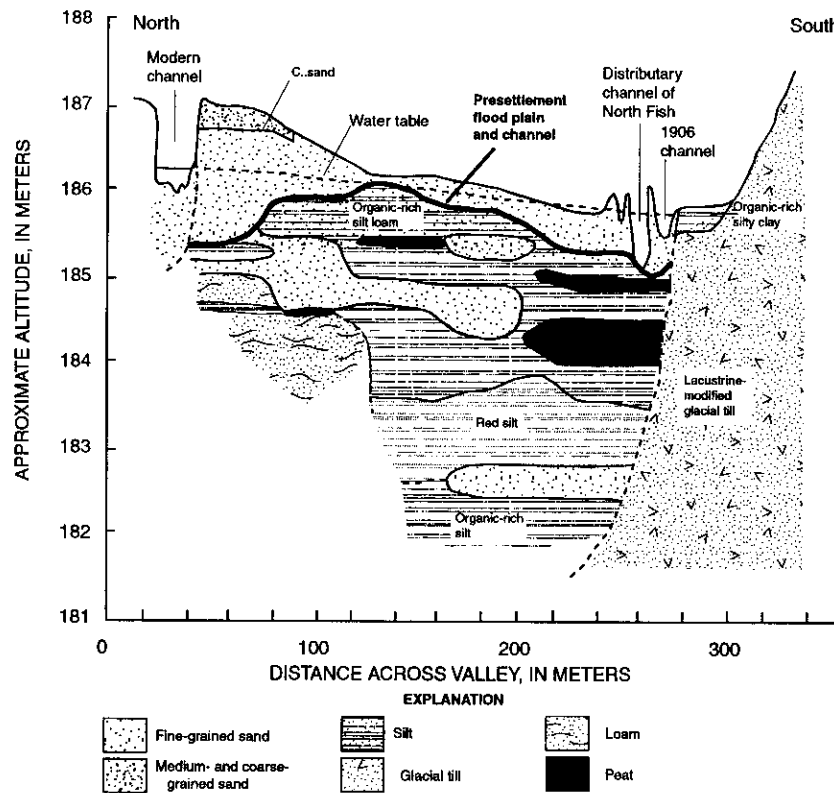 North
South
Modern
channel
C..sand
Water table
Presettlement
flood plain
and channel
Distributary
channel of
North Fish
1906
channel
Organic-rich
silt loam
Organic-rich
silty clay
Red silt
Lacustrine-
modified
glacial till
Organic-rich
silt
APPROXIMATE ALTITUDE, IN METERS
188
187
186
185
184
183
182
181
0
100
200
300
DISTANCE ACROSS VALLEY, IN METERS
EXPLANATION
Fine-grained sand
Silt
Loam
Medium- and coarse-
grained sand
Glacial till
Peat